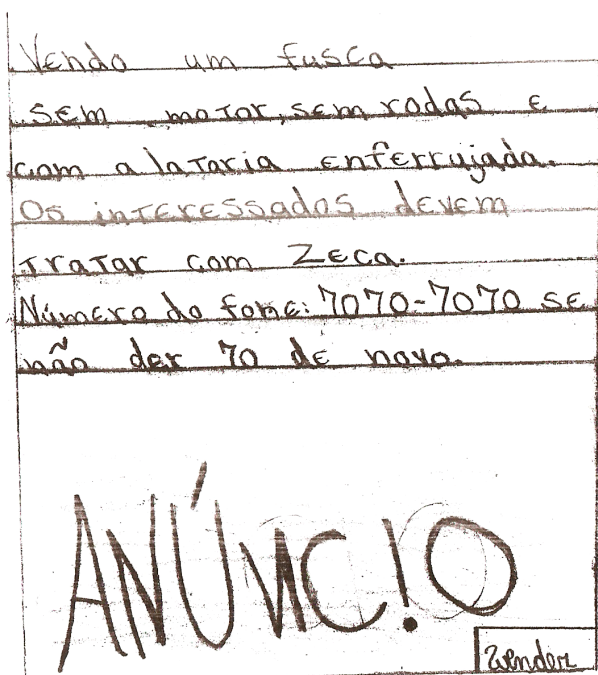 Vendo um fusca
sem motor, sem rodas e
com a lataria enferrujada.
Os interessados devem
tratar com Zeca.
Número do fone: 7070-7070 se
não der 70 de novo.
ANÚNC!O
Wender